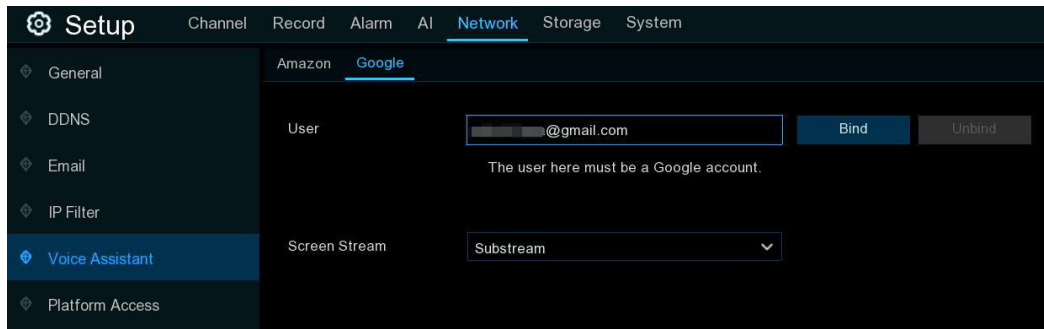 Setup Channel Record Alarm AI Network Storage System
General
DDNS
Email
IP Filter
Voice Assistant
Platform Access
Amazon Google
User @gmail.com Bind Unbind
The user here must be a Google account.
Screen Stream Substream